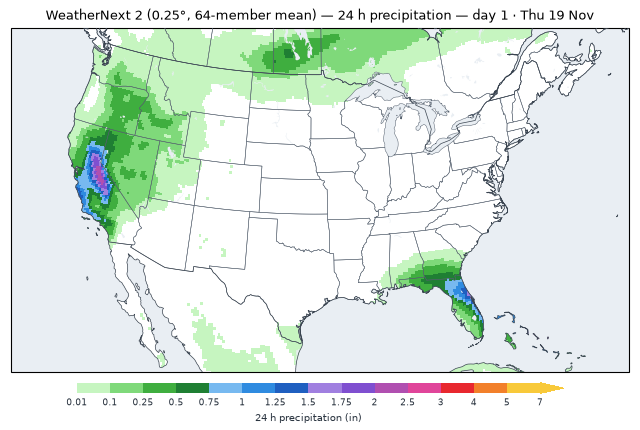 WeatherNext 2 (0.25°, 64-member mean) — 24 h precipitation — day 1 · Thu 19 Nov
0.01 0.1 0.25 0.5 0.75 1 1.25 1.5 1.75 2 2.5 3 4 5 7
24 h precipitation (in)